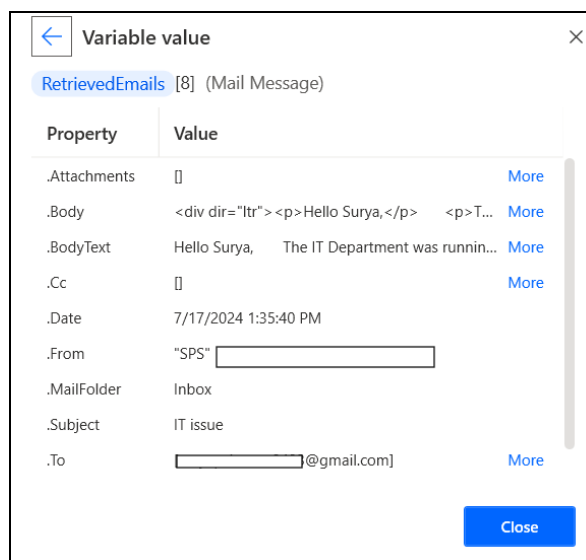 Variable value
RetrievedEmails [8] (Mail Message)
Property Value
.Attachments [] More
.Body <div dir="ltr"><p>Hello Surya,</p> <p>T... More
.BodyText Hello Surya, The IT Department was runnin... More
.Cc [] More
.Date 7/17/2024 1:35:40 PM
.From "SPS"
.MailFolder Inbox
.Subject IT issue
.To @gmail.com] More
Close